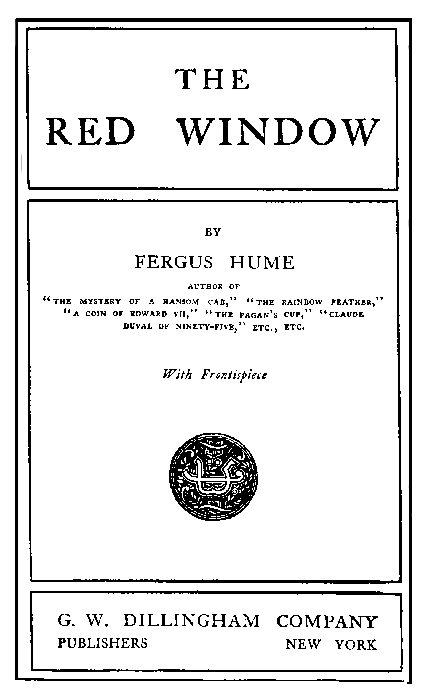 THE
RED WINDOW
BY
FERGUS HUME
AUTHOR OF
"THE MYSTERY OF A HANSOM CAB," "THE RAINBOW FEATHER,"
"A COIN OF EDWARD VII," "THE PAGAN'S CUP," "CLAUDE
DUVAL OF NINETY-FIVE," ETC., ETC.
With Frontispiece
G. W. DILLINGHAM COMPANY
PUBLISHERS NEW YORK